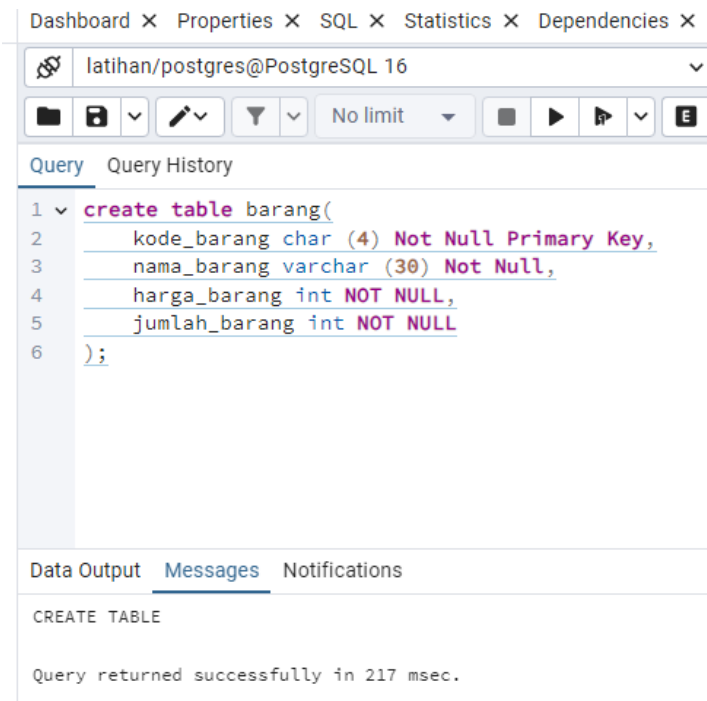 Dashboard × Properties × SQL × Statistics × Dependencies ×
latihan/postgres@PostgreSQL 16
No limit E
Query Query History
1 create table barang(
2 kode_barang char (4) Not Null Primary Key,
3 nama_barang varchar (30) Not Null,
4 harga_barang int NOT NULL,
5 jumlah_barang int NOT NULL
6 );
Data Output Messages Notifications
CREATE TABLE
Query returned successfully in 217 msec.